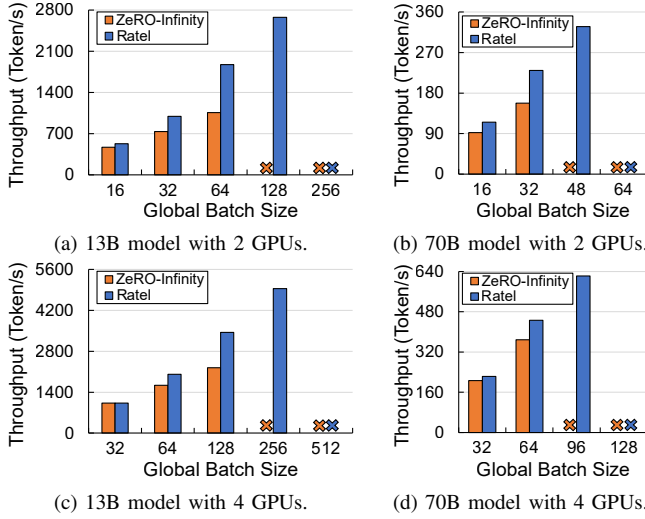 Throughput (Token/s)
2800
2100
1400
700
0
ZeRO-Infinity
Ratel
16 32 64 128 256
Global Batch Size
(a) 13B model with 2 GPUs.
Throughput (Token/s)
360
270
180
90
0
ZeRO-Infinity
Ratel
16 32 48 64
Global Batch Size
(b) 70B model with 2 GPUs.
Throughput (Token/s)
5600
4200
2800
1400
0
ZeRO-Infinity
Ratel
32 64 128 256 512
Global Batch Size
(c) 13B model with 4 GPUs.
Throughput (Token/s)
640
480
320
160
0
ZeRO-Infinity
Ratel
32 64 96 128
Global Batch Size
(d) 70B model with 4 GPUs.